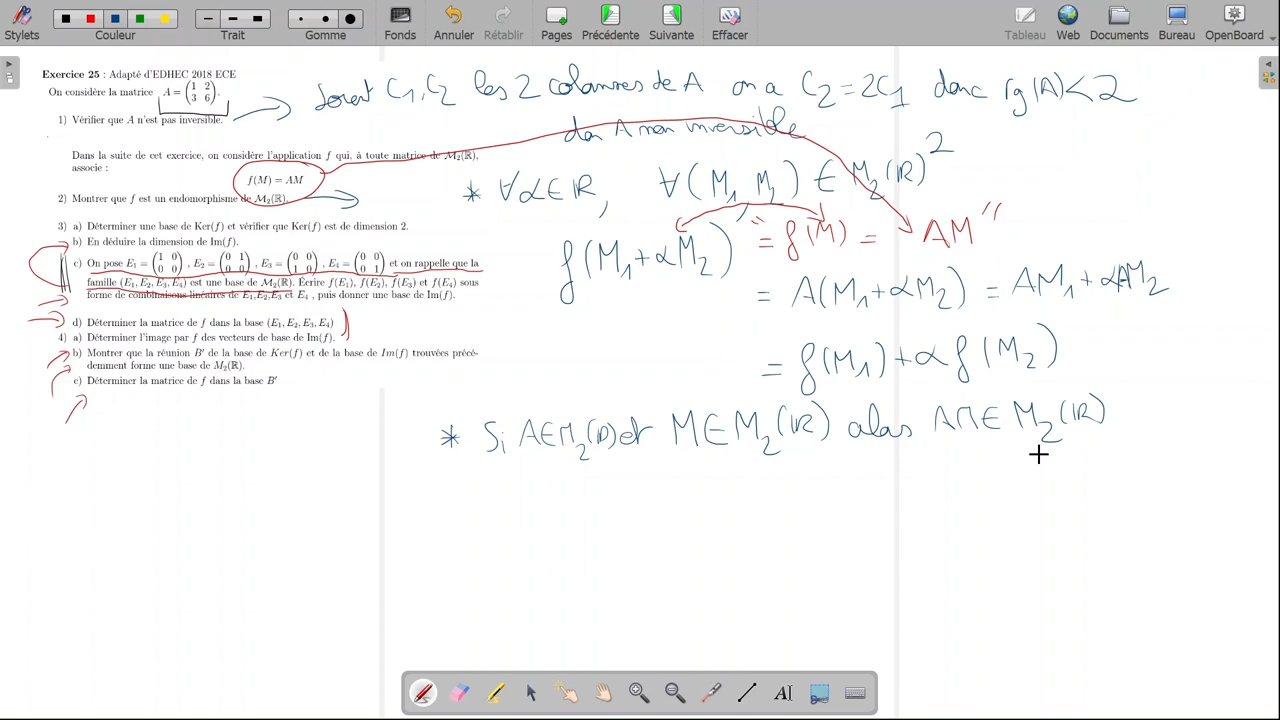 Stylets Couleur Trait Gomme Fonds Annuler Rétablir Pages Précédente Suivante Effacer Tableau Web Documents Bureau OpenBoard
Exercice 25 : Adapté d'EDHEC 2018 ECE
On considère la matrice A = (1 2 3 6).
1) Vérifier que A n'est pas inversible.
Dans la suite de cet exercice, on considère l'application f qui, à toute matrice de M₂(ℝ),
associe :
f(M) = AM
2) Montrer que f est un endomorphisme de M₂(ℝ).
3) a) Déterminer une base de Ker(f) et vérifier que Ker(f) est de dimension 2.
b) En déduire la dimension de Im(f).
c) On pose E₁ = (1 0 0 0) , E₂ = (0 1 0 0) , E₃ = (0 0 1 0) , E₄ = (0 0 0 1) et on rappelle que la
famille (E₁, E₂, E₃, E₄) est une base de M₂(ℝ). Écrire f(E₁), f(E₂), f(E₃) et f(E₄) sous
forme de combinaisons linéaires de E₁,E₂,E₃ et E₄ , puis donner une base de Im(f).
d) Déterminer la matrice de f dans la base (E₁, E₂, E₃, E₄)
4) a) Déterminer l'image par f des vecteurs de base de Im(f).
b) Montrer que la réunion B' de la base de Ker(f) et de la base de Im(f) trouvées précé-
demment forme une base de M₂(ℝ).
c) Déterminer la matrice de f dans la base B'
Soient C₁, C₂ les 2 colonnes de A on a C₂ = 2C₁ donc rg(A) < 2
donc A non inversible
* ∀α∈ℝ, ∀(M₁, M₂) ∈ M₂(ℝ)²
f(M₁+αM₂) "= f(M) = AM"
= A(M₁+αM₂) = AM₁+αAM₂
= f(M₁)+αf(M₂)
* Si A∈M₂(ℝ) et M∈M₂(ℝ) alors AM∈M₂(ℝ)